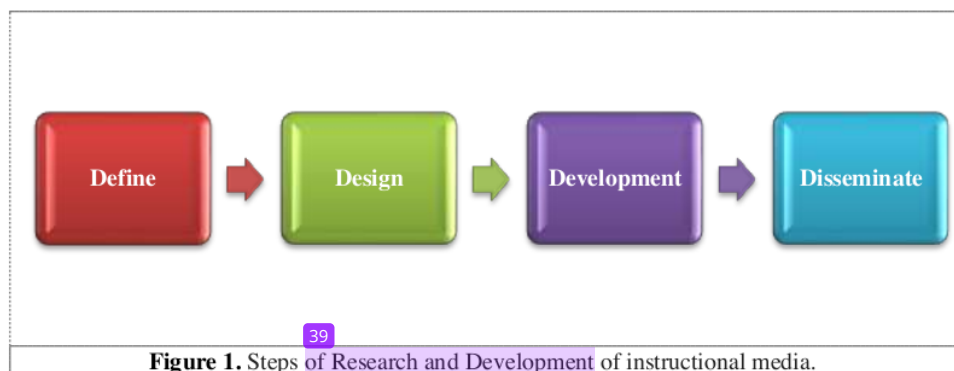 Define
Design
Development
Disseminate
39
Figure 1. Steps of Research and Development of instructional media.